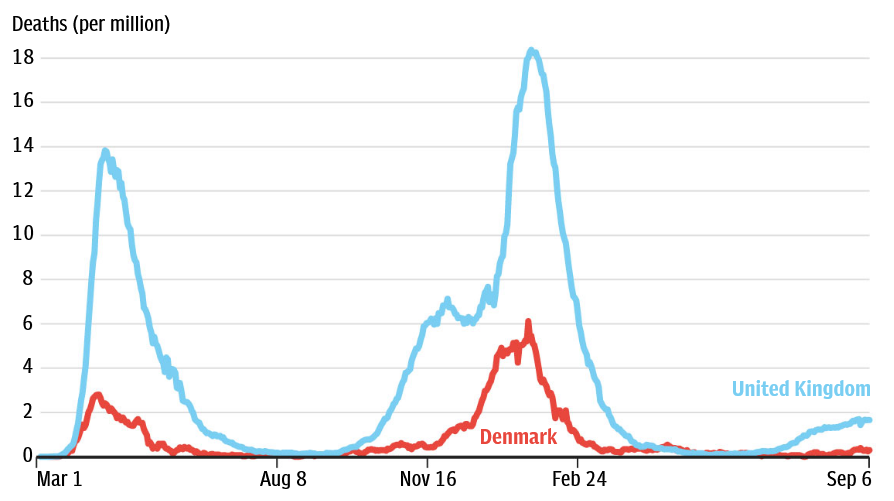 Deaths (per million)
18
16
14
12
10
8
6
4
2
0
United Kingdom
Denmark
Mar 1
Aug 8
Nov 16
Feb 24
Sep 6